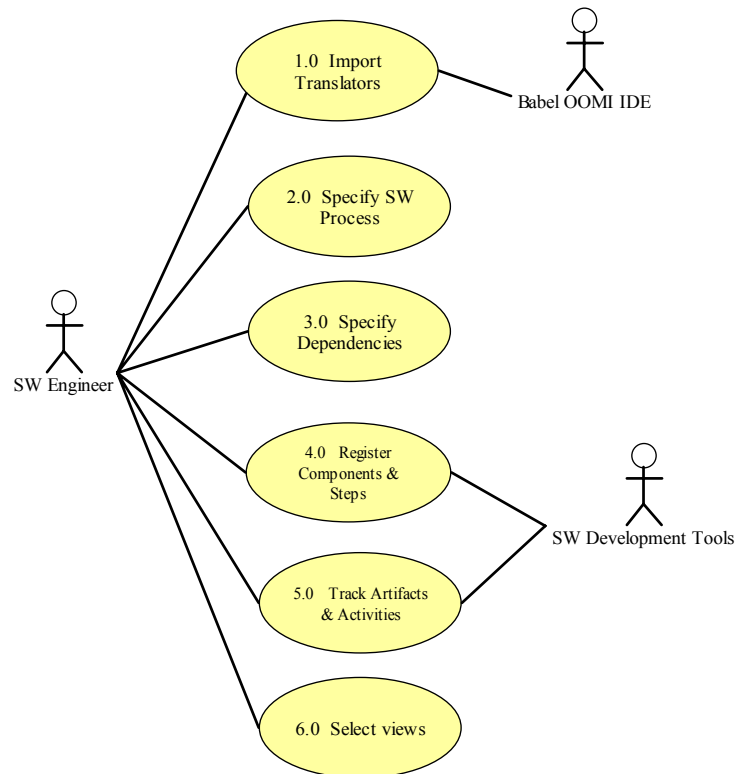 1.0 Import
Translators
Babel OOMI IDE
2.0 Specify SW
Process
3.0 Specify
Dependencies
SW Engineer
4.0 Register
Components &
Steps
SW Development Tools
5.0 Track Artifacts
& Activities
6.0 Select views